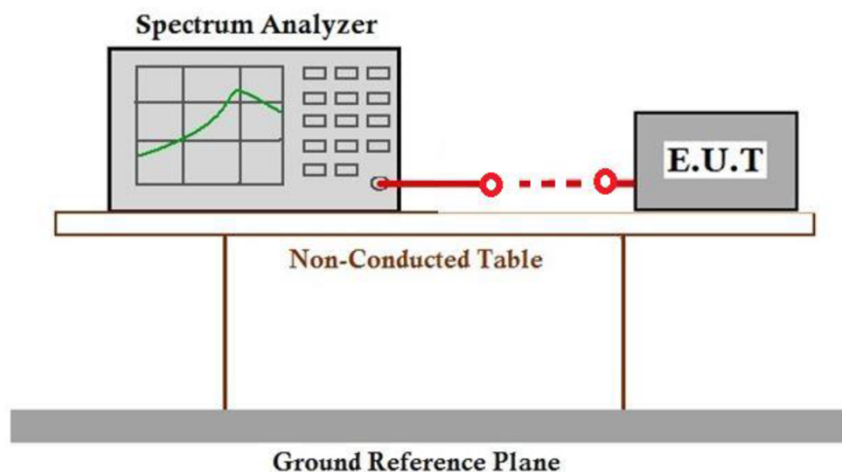 Spectrum Analyzer
E.U.T
Non-Conducted Table
Ground Reference Plane